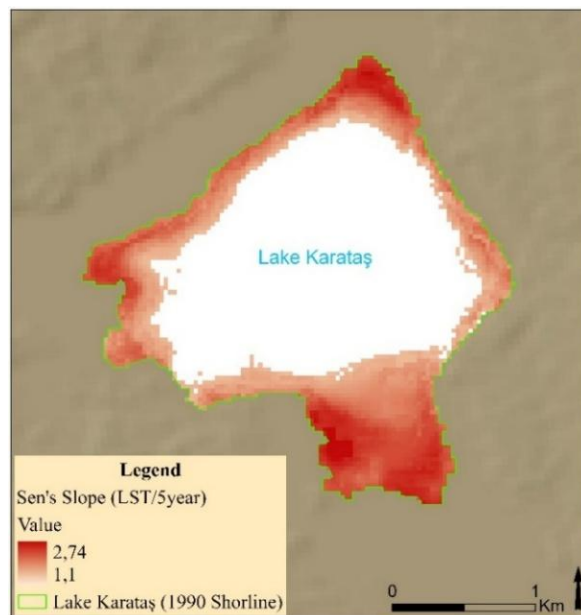 Lake Karataş
Legend
Sen's Slope (LST/5year)
Value
2,74
1,1
Lake Karataş (1990 Shorline)
0 1
Km